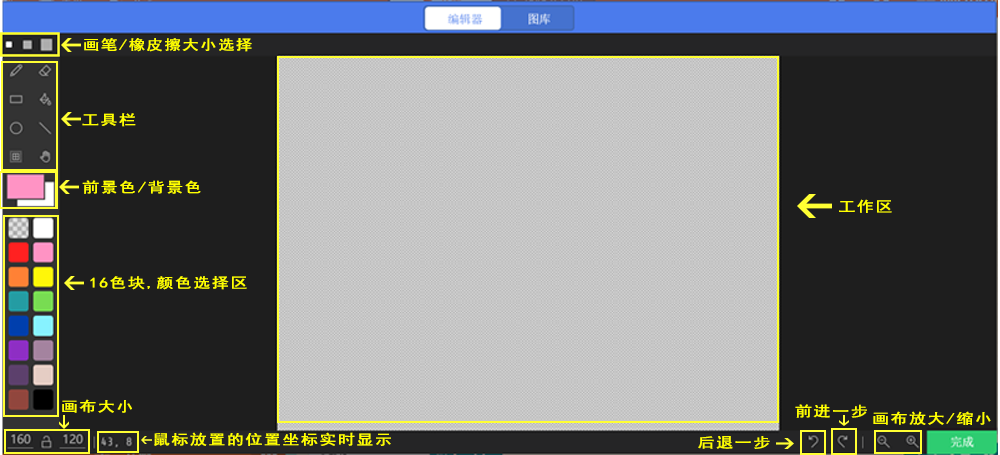 编辑器 图库
画笔/橡皮擦大小选择
工具栏
前景色/背景色
工作区
16色块,颜色选择区
画布大小
160 120
43, 8
鼠标放置的位置坐标实时显示
后退一步
前进一步
画布放大/缩小
完成